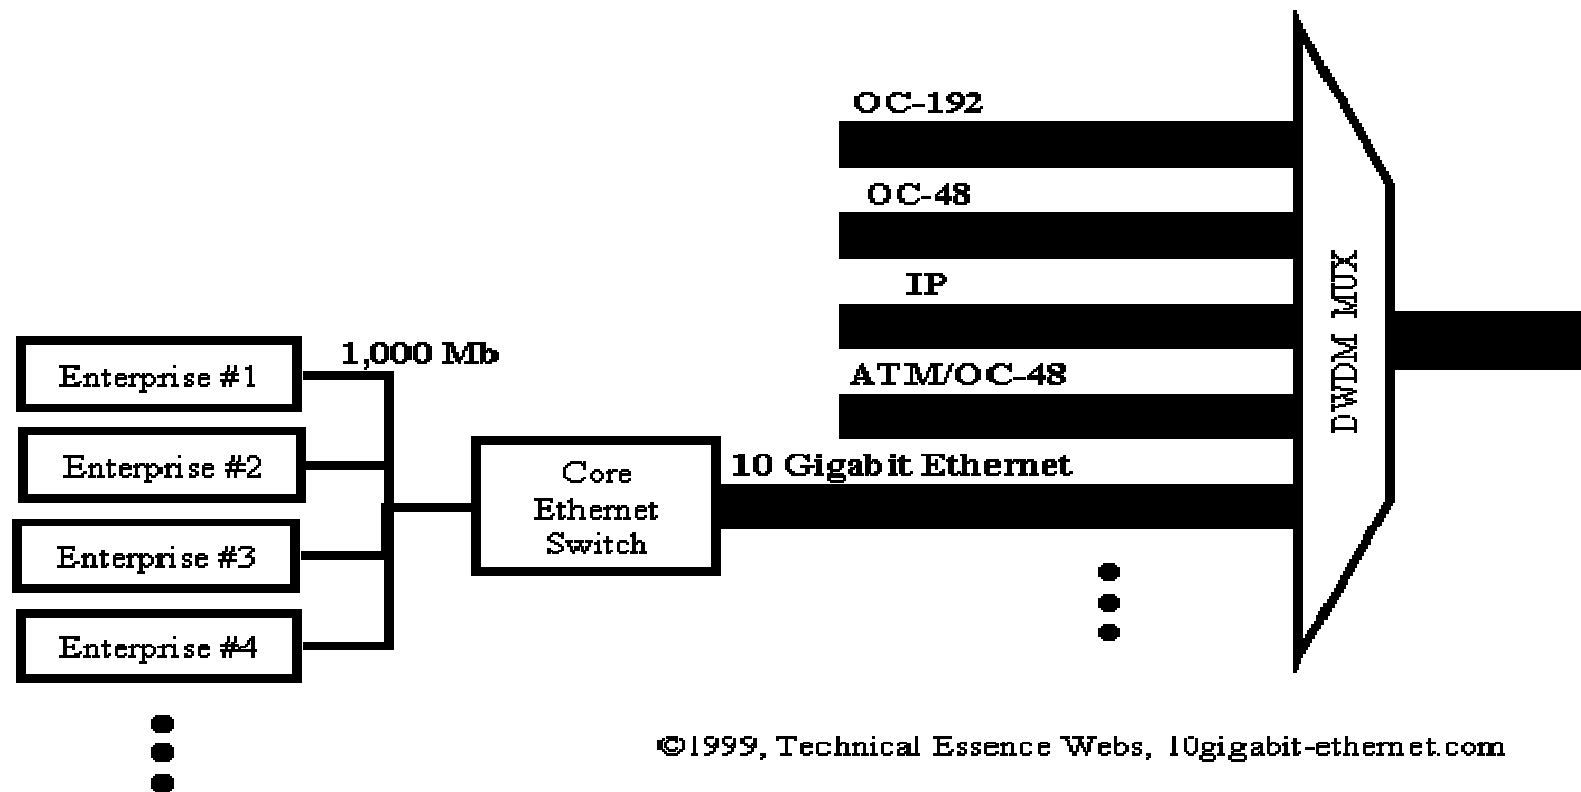 OC-192
OC-48
IP
ATM/OC-48
10 Gigabit Ethernet
DWDM MUX
1,000 Mb
Enterprise #1
Enterprise #2
Enterprise #3
Enterprise #4
Core
Ethernet
Switch
©1999, Technical Essence Webs, 10gigabit-ethernet.com